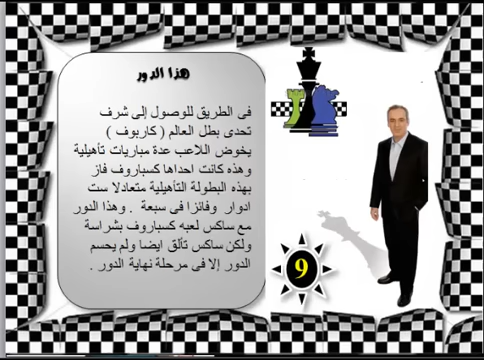 هذا الدور
فى الطريق للوصول إلى شرف
تحدى بطل العالم ( كاربوف )
يخوض اللاعب عدة مباريات تأهيلية
وهذه كانت احداها كسباروف فاز
بهذه البطولة التأهيلية متعادلا ست
ادوار وفائزا فى سبعة . وهذا الدور
مع ساكس لعبه كسباروف بشراسة
ولكن ساكس تألق ايضا ولم يحسم
الدور إلا فى مرحلة نهاية الدور .
9